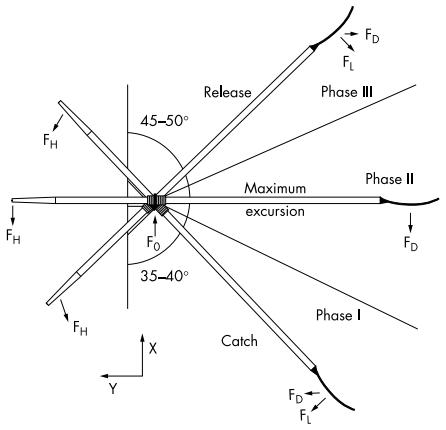 F_D
F_L
Release
Phase III
45–50°
F_H
Phase II
Maximum
excursion
F_H
F_0
F_D
35–40°
F_H
Phase I
Catch
X
Y
F_D
F_L